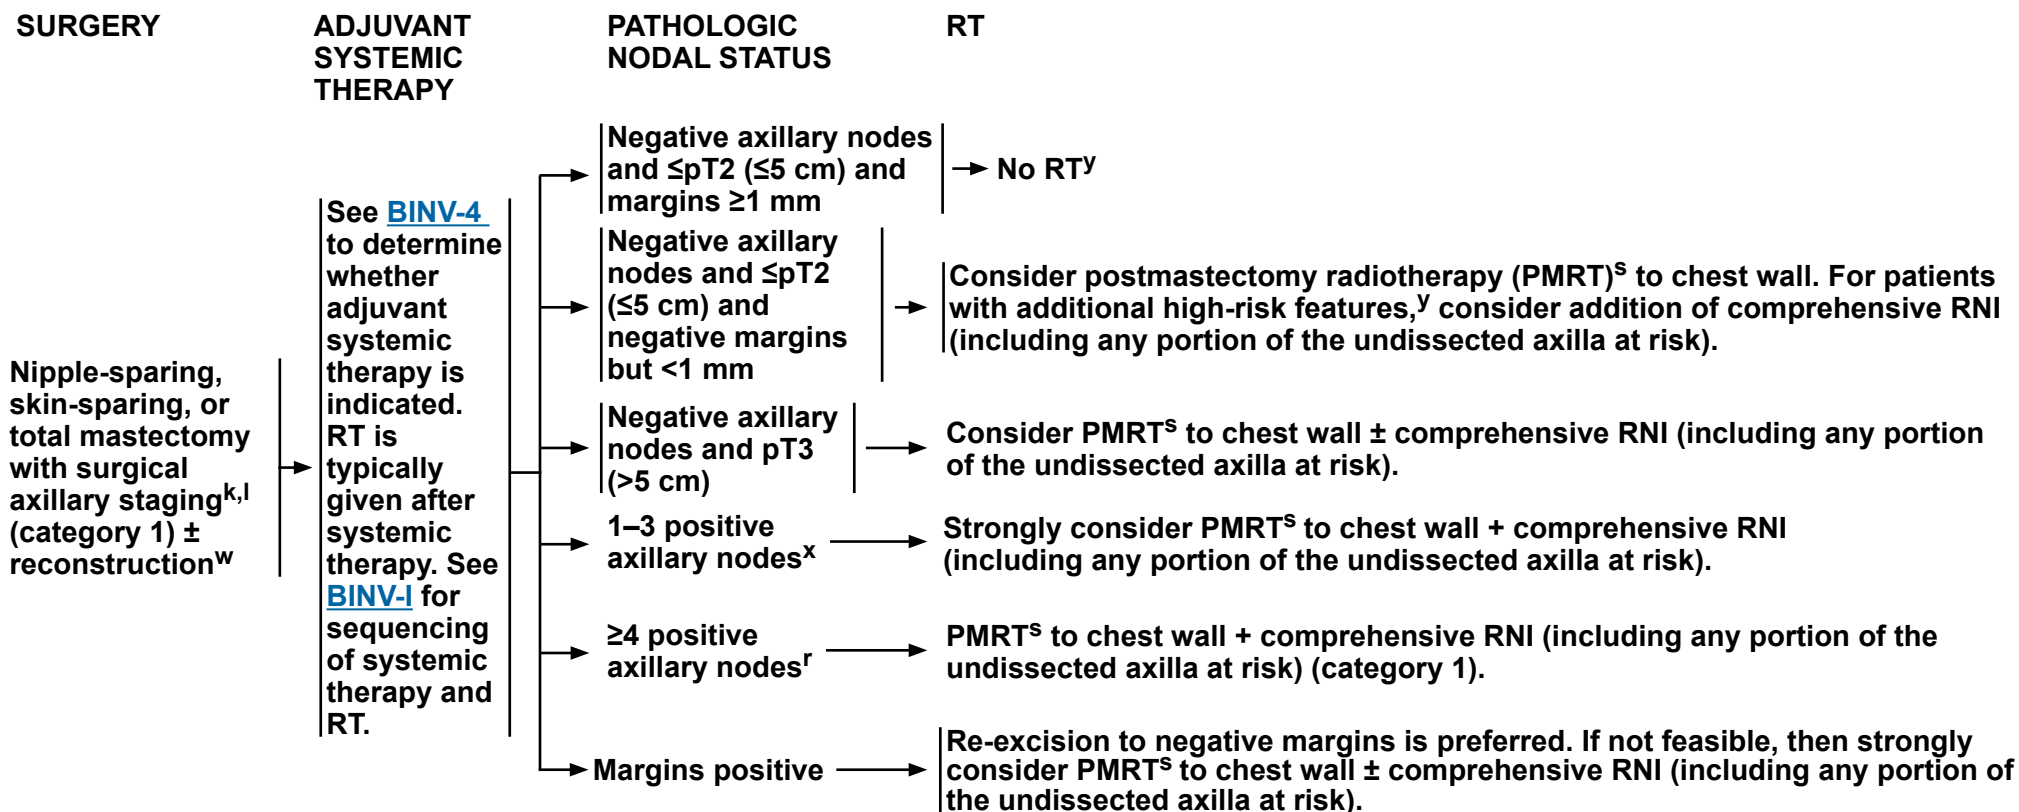 SURGERY
ADJUVANT
SYSTEMIC
THERAPY
PATHOLOGIC
NODAL STATUS
RT
Nipple-sparing,
skin-sparing, or
total mastectomy
with surgical
axillary stagingk,l
(category 1) ±
reconstructionw
See BINV-4
to determine
whether
adjuvant
systemic
therapy is
indicated.
RT is
typically
given after
systemic
therapy. See
BINV-I for
sequencing
of systemic
therapy and
RT.
Negative axillary nodes
and ≤pT2 (≤5 cm) and
margins ≥1 mm
No RTy
Negative axillary
nodes and ≤pT2
(≤5 cm) and
negative margins
but <1 mm
Consider postmastectomy radiotherapy (PMRT)s to chest wall. For patients
with additional high-risk features,y consider addition of comprehensive RNI
(including any portion of the undissected axilla at risk).
Negative axillary
nodes and pT3
(>5 cm)
Consider PMRTs to chest wall ± comprehensive RNI (including any portion
of the undissected axilla at risk).
1–3 positive
axillary nodesx
Strongly consider PMRTs to chest wall + comprehensive RNI
(including any portion of the undissected axilla at risk).
≥4 positive
axillary nodesr
PMRTs to chest wall + comprehensive RNI (including any portion of the
undissected axilla at risk) (category 1).
Margins positive
Re-excision to negative margins is preferred. If not feasible, then strongly
consider PMRTs to chest wall ± comprehensive RNI (including any portion of
the undissected axilla at risk).